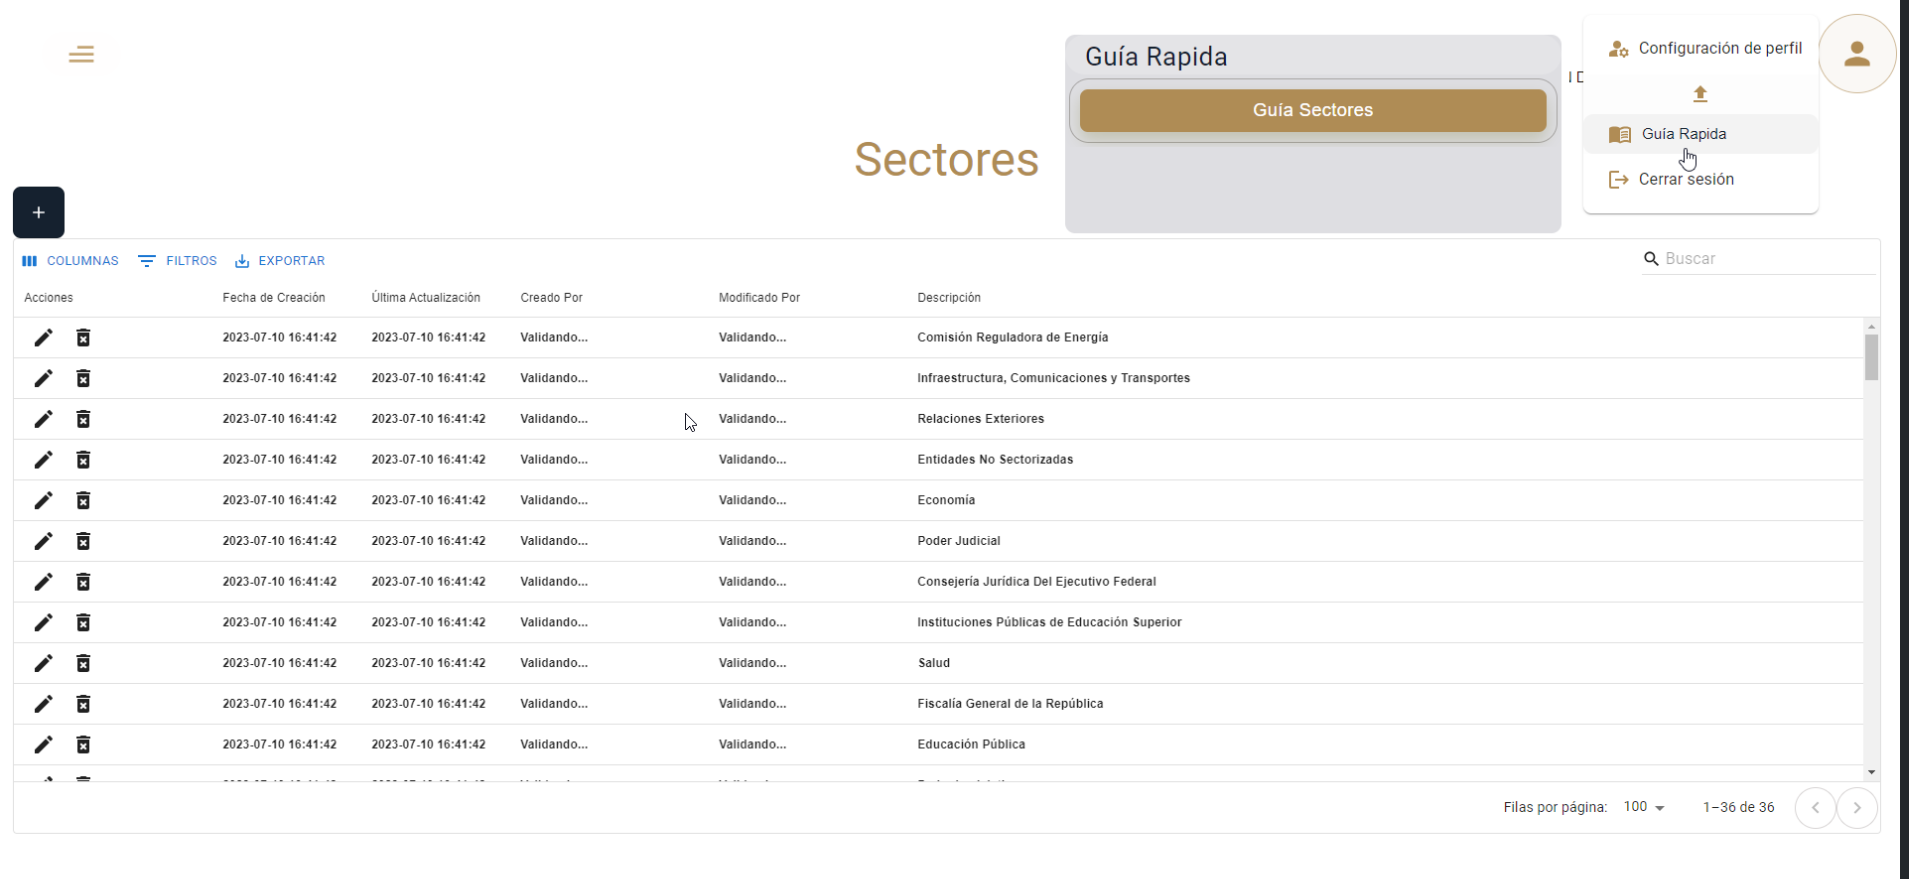 Guía Rapida
Guía Sectores
Configuración de perfil
Guía Rapida
Cerrar sesión
Sectores
+
COLUMNAS FILTROS EXPORTAR Buscar
Acciones Fecha de Creación Última Actualización Creado Por Modificado Por Descripción
2023-07-10 16:41:42 2023-07-10 16:41:42 Validando... Validando... Comisión Reguladora de Energía
2023-07-10 16:41:42 2023-07-10 16:41:42 Validando... Validando... Infraestructura, Comunicaciones y Transportes
2023-07-10 16:41:42 2023-07-10 16:41:42 Validando... Validando... Relaciones Exteriores
2023-07-10 16:41:42 2023-07-10 16:41:42 Validando... Validando... Entidades No Sectorizadas
2023-07-10 16:41:42 2023-07-10 16:41:42 Validando... Validando... Economía
2023-07-10 16:41:42 2023-07-10 16:41:42 Validando... Validando... Poder Judicial
2023-07-10 16:41:42 2023-07-10 16:41:42 Validando... Validando... Consejería Jurídica Del Ejecutivo Federal
2023-07-10 16:41:42 2023-07-10 16:41:42 Validando... Validando... Instituciones Públicas de Educación Superior
2023-07-10 16:41:42 2023-07-10 16:41:42 Validando... Validando... Salud
2023-07-10 16:41:42 2023-07-10 16:41:42 Validando... Validando... Fiscalía General de la República
2023-07-10 16:41:42 2023-07-10 16:41:42 Validando... Validando... Educación Pública
Filas por página: 100 1–36 de 36